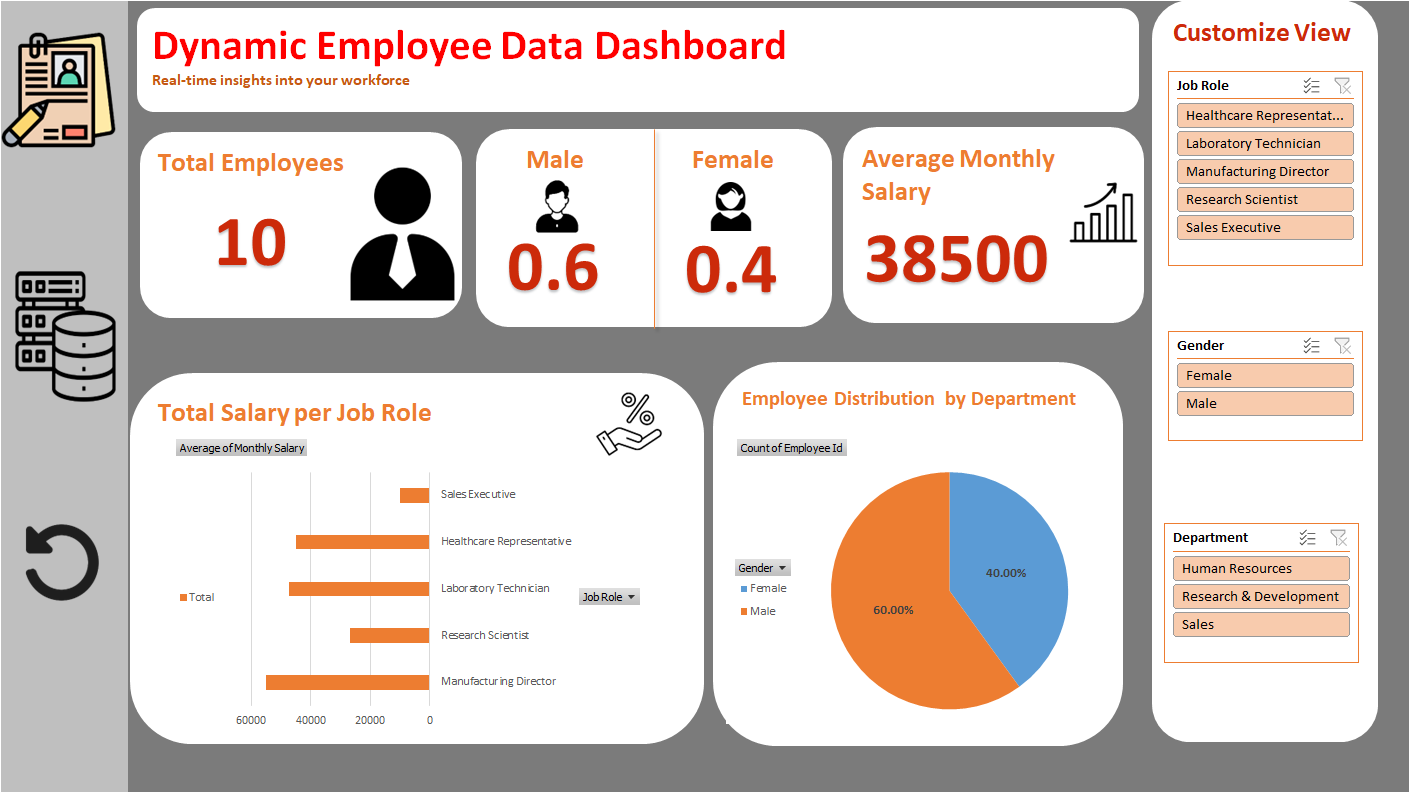 Dynamic Employee Data Dashboard
Real-time insights into your workforce
Total Employees
10
Male
0.6
Female
0.4
Average Monthly
Salary
38500
Total Salary per Job Role
Average of Monthly Salary
Sales Executive
Healthcare Representative
Laboratory Technician
Research Scientist
Manufacturing Director
Total
Job Role
60000 40000 20000 0
Employee Distribution by Department
Count of Employee Id
Gender
Female
Male
40.00%
60.00%
Customize View
Job Role
Healthcare Representat...
Laboratory Technician
Manufacturing Director
Research Scientist
Sales Executive
Gender
Female
Male
Department
Human Resources
Research & Development
Sales